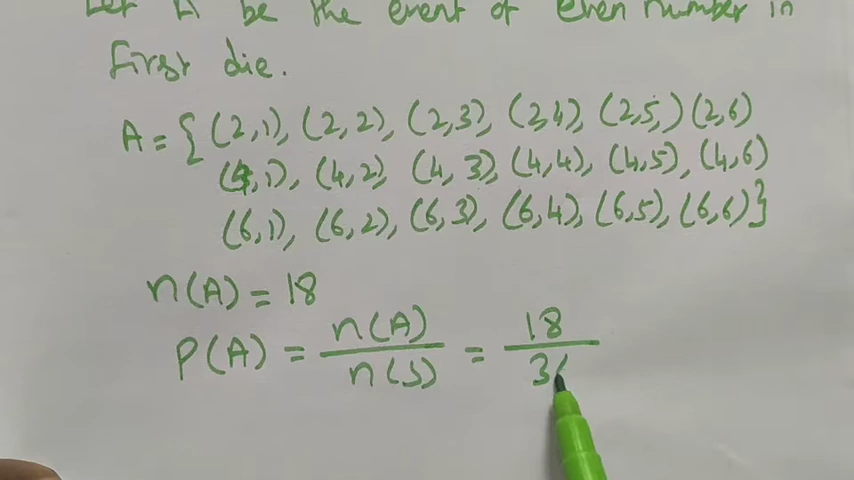 Let A be the event of even number in
first die.
A = { (2,1), (2,2), (2,3), (2,4), (2,5,) (2,6)
(4,1), (4,2), (4,3), (4,4), (4,5), (4,6)
(6,1), (6,2), (6,3), (6,4), (6,5), (6,6) }
n(A) = 18
P(A) = n(A) / n(S) = 18 / 3